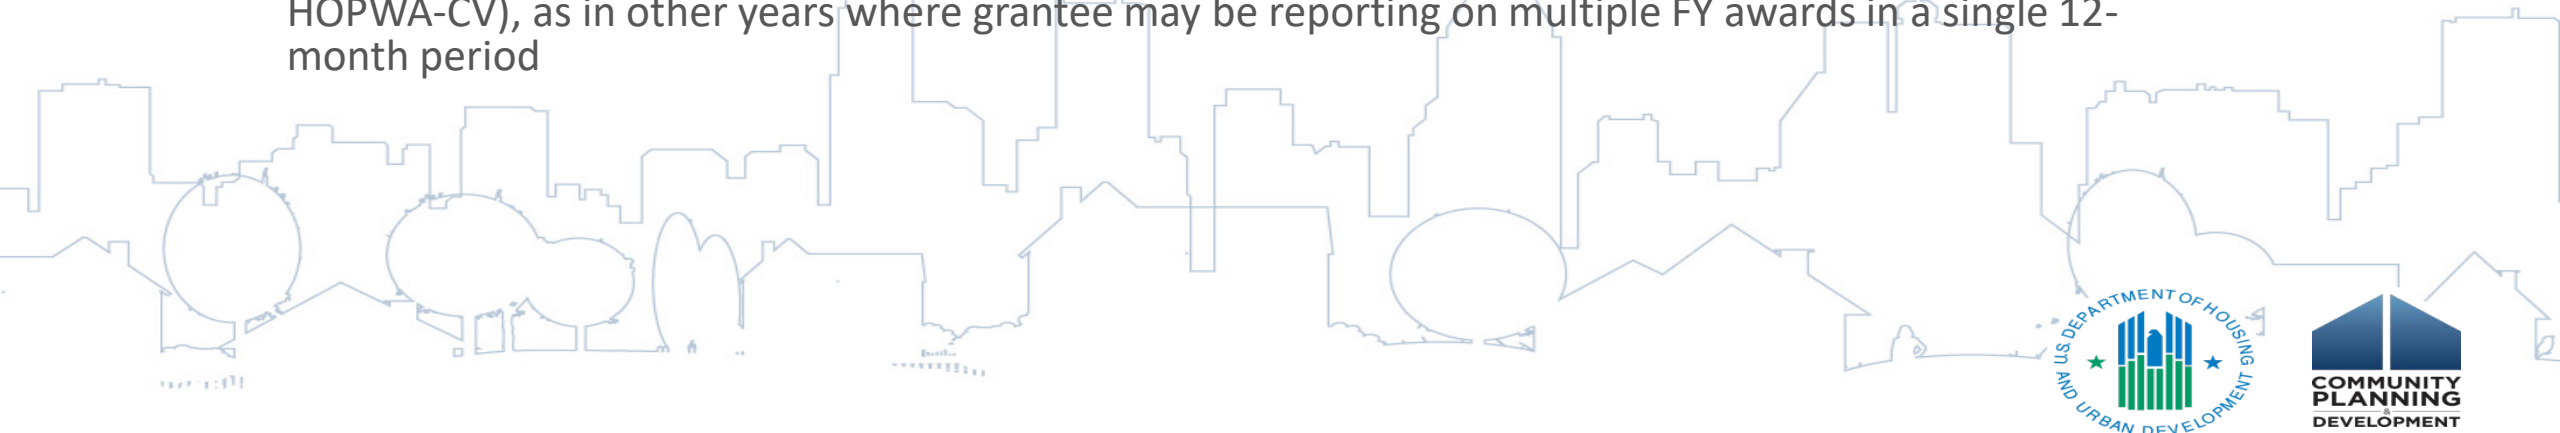 HOPWA-CV), as in other years where grantee may be reporting on multiple FY awards in a single 12-
month period
U.S. DEPARTMENT OF HOUSING
AND URBAN DEVELOPMENT
COMMUNITY
PLANNING
&
DEVELOPMENT